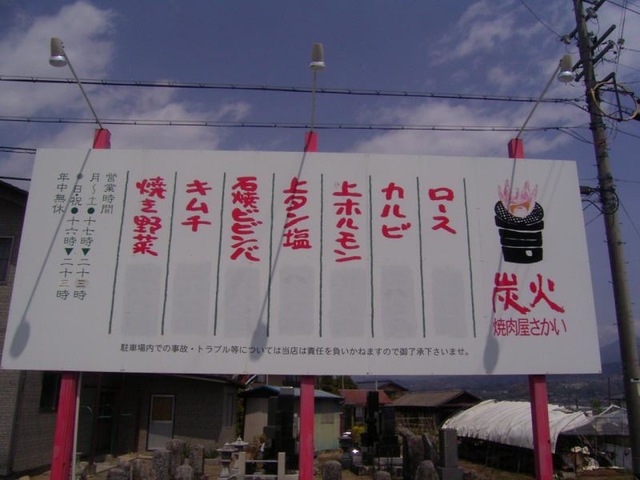 炭火
焼肉屋さかい
ロース
カルビ
上ホルモン
上タン塩
石焼ビビンバ
キムチ
焼き野菜
営業時間
月〜土●十七時▼二十三時
●日・祝●十六時▼二十三時
年中無休
駐車場内での事故・トラブル等については当店は責任を負いかねますので御了承下さいませ。